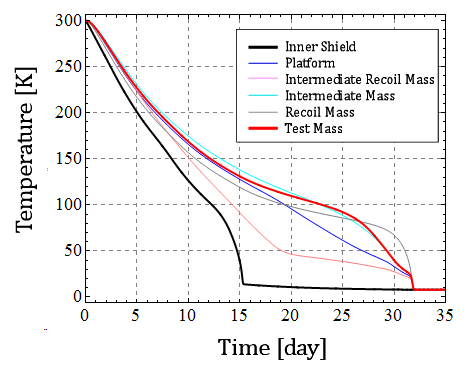 300
250
200
150
100
50
0
Temperature [K]
Inner Shield
Platform
Intermediate Recoil Mass
Intermediate Mass
Recoil Mass
Test Mass
0 5 10 15 20 25 30 35
Time [day]